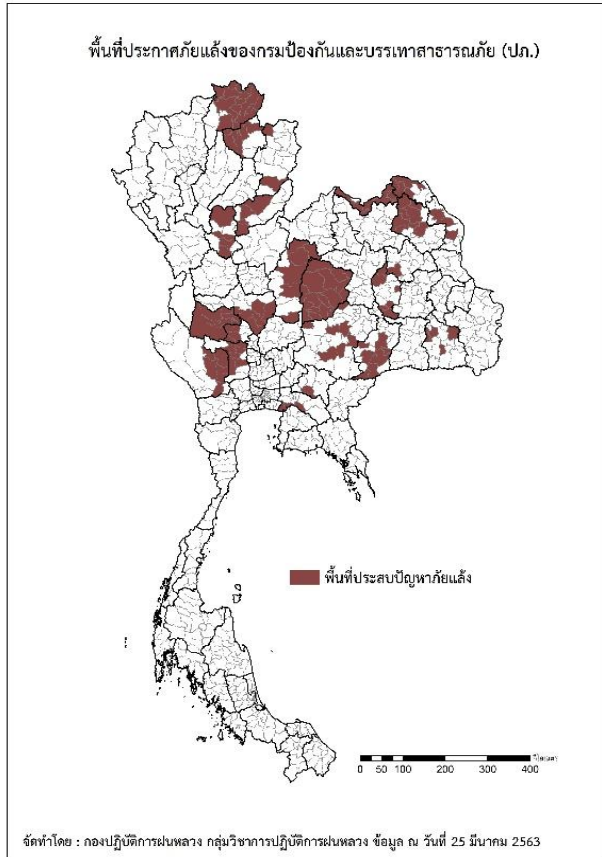 พื้นที่ประกาศภัยแล้งของกรมป้องกันและบรรเทาสาธารณภัย (ปภ.)
พื้นที่ประสบปัญหาภัยแล้ง
0 50 100 200 300 400
จัดทำโดย : กองปฏิบัติการฝนหลวง กลุ่มวิชาการปฏิบัติการฝนหลวง ข้อมูล ณ วันที่ 25 มีนาคม 2563